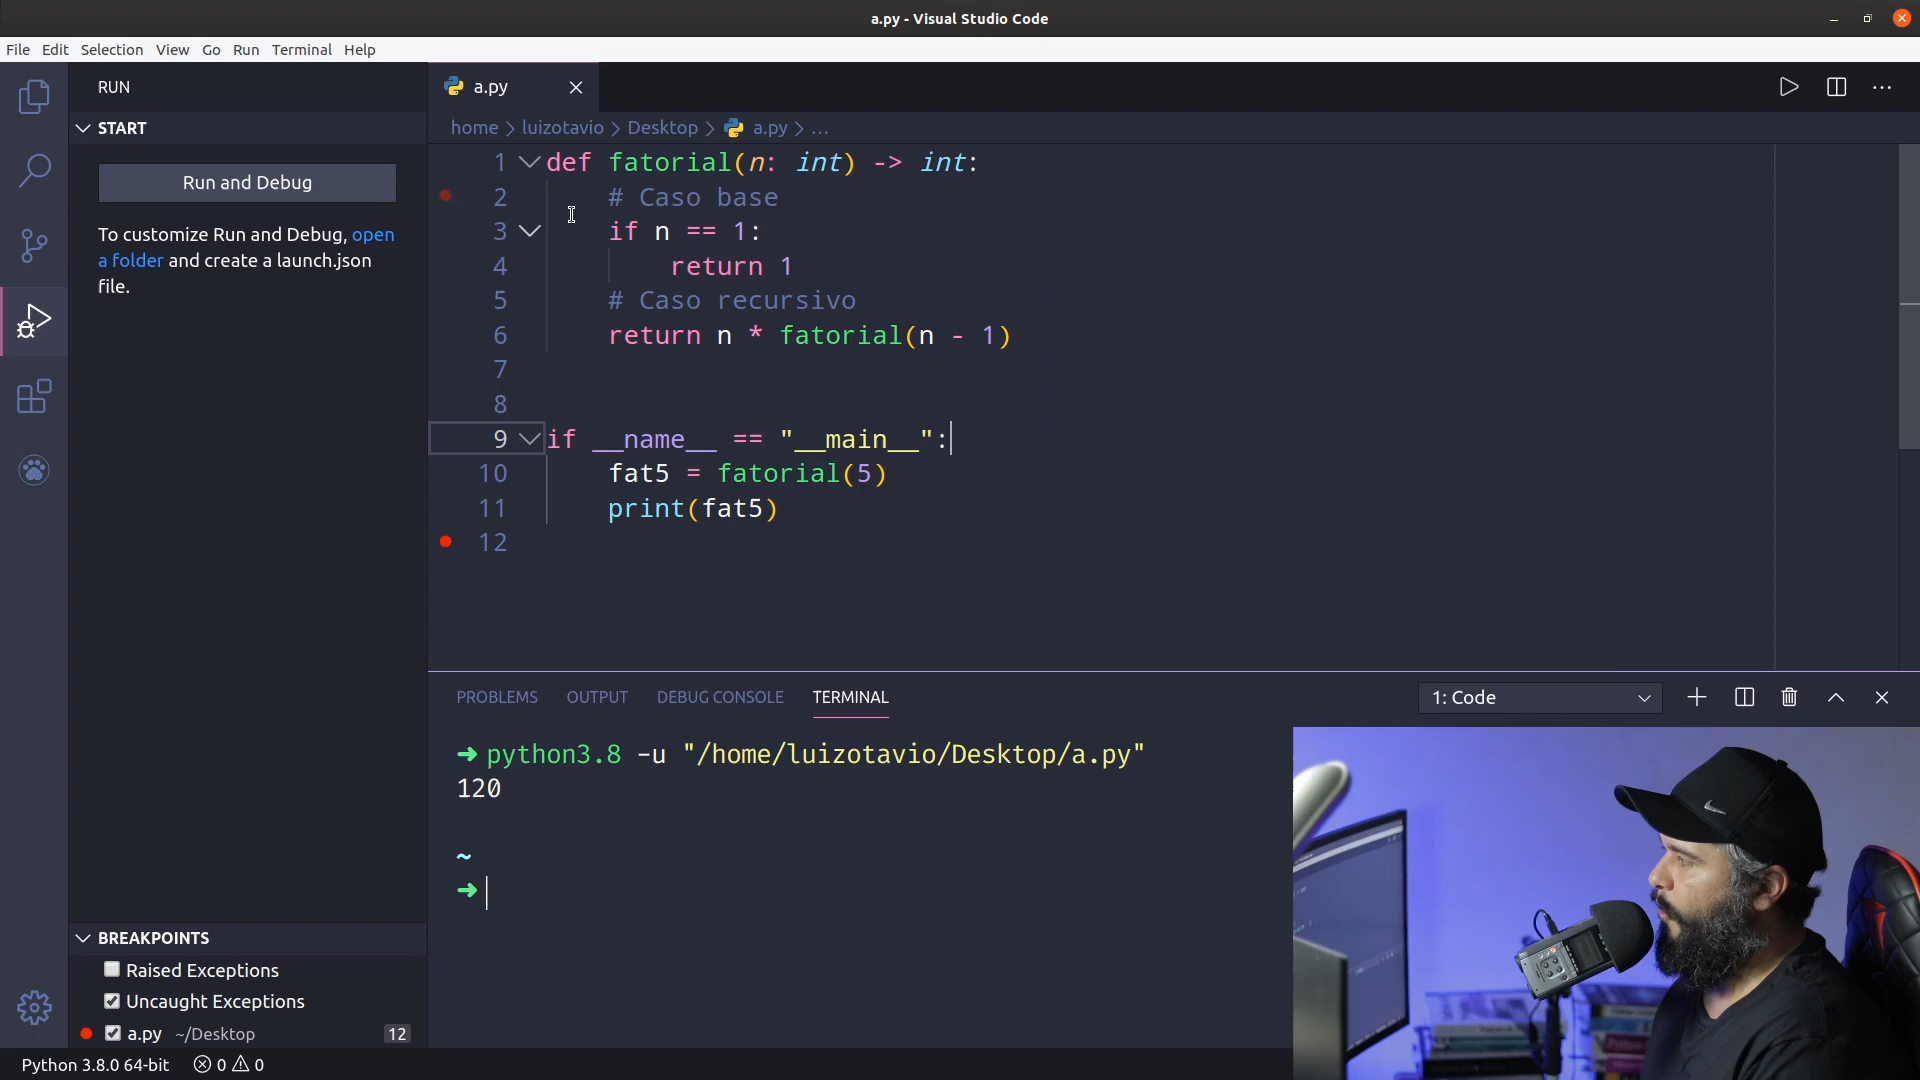 a.py - Visual Studio Code
File Edit Selection View Go Run Terminal Help
RUN
START
Run and Debug
To customize Run and Debug, open
a folder and create a launch.json
file.
a.py
home > luizotavio > Desktop > a.py > ...
1 def fatorial(n: int) -> int:
2 # Caso base
3 if n == 1:
4 return 1
5 # Caso recursivo
6 return n * fatorial(n - 1)
7
8
9 if __name__ == "__main__":
10 fat5 = fatorial(5)
11 print(fat5)
12
PROBLEMS OUTPUT DEBUG CONSOLE TERMINAL
1: Code
➜ python3.8 -u "/home/luizotavio/Desktop/a.py"
120
~
➜
BREAKPOINTS
Raised Exceptions
Uncaught Exceptions
a.py ~/Desktop 12
Python 3.8.0 64-bit 0 0